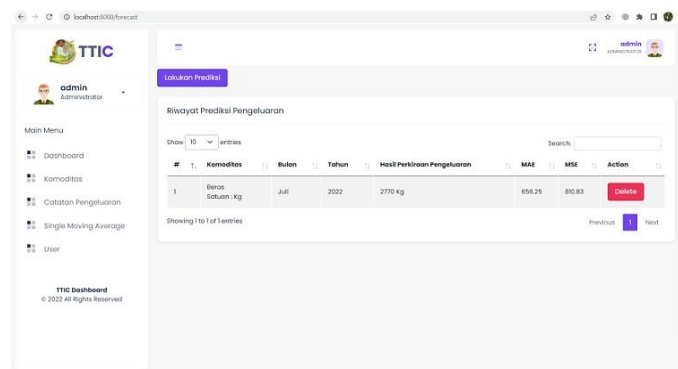 localhost:8000/forecast
TTIC
admin
ADMINISTRATOR
admin
Administrator
Lakukan Prediksi
Riwayat Prediksi Pengeluaran
Main Menu
Dashboard
Komoditas
Catatan Pengeluaran
Single Moving Average
User
TTIC Dashboard
© 2022 All Rights Reserved
Show 10 entries
Search:
# Komoditas Bulan Tahun Hasil Perkiraan Pengeluaran MAE MSE Action
1 Beras Juli 2022 2770 Kg 656.25 810.83 Delete
Satuan : Kg
Showing 1 to 1 of 1 entries
Previous 1 Next